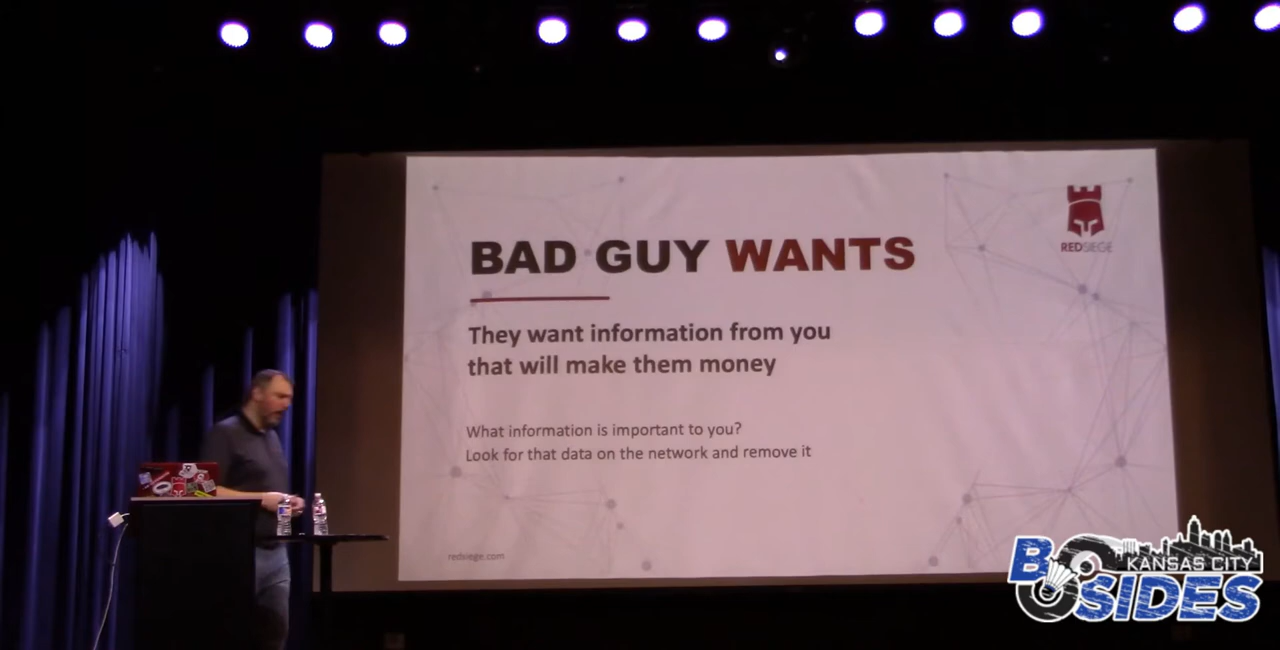 BAD GUY WANTS
REDSIEGE
They want information from you
that will make them money
What information is important to you?
Look for that data on the network and remove it
redsiege.com
KANSAS CITY
BSIDES